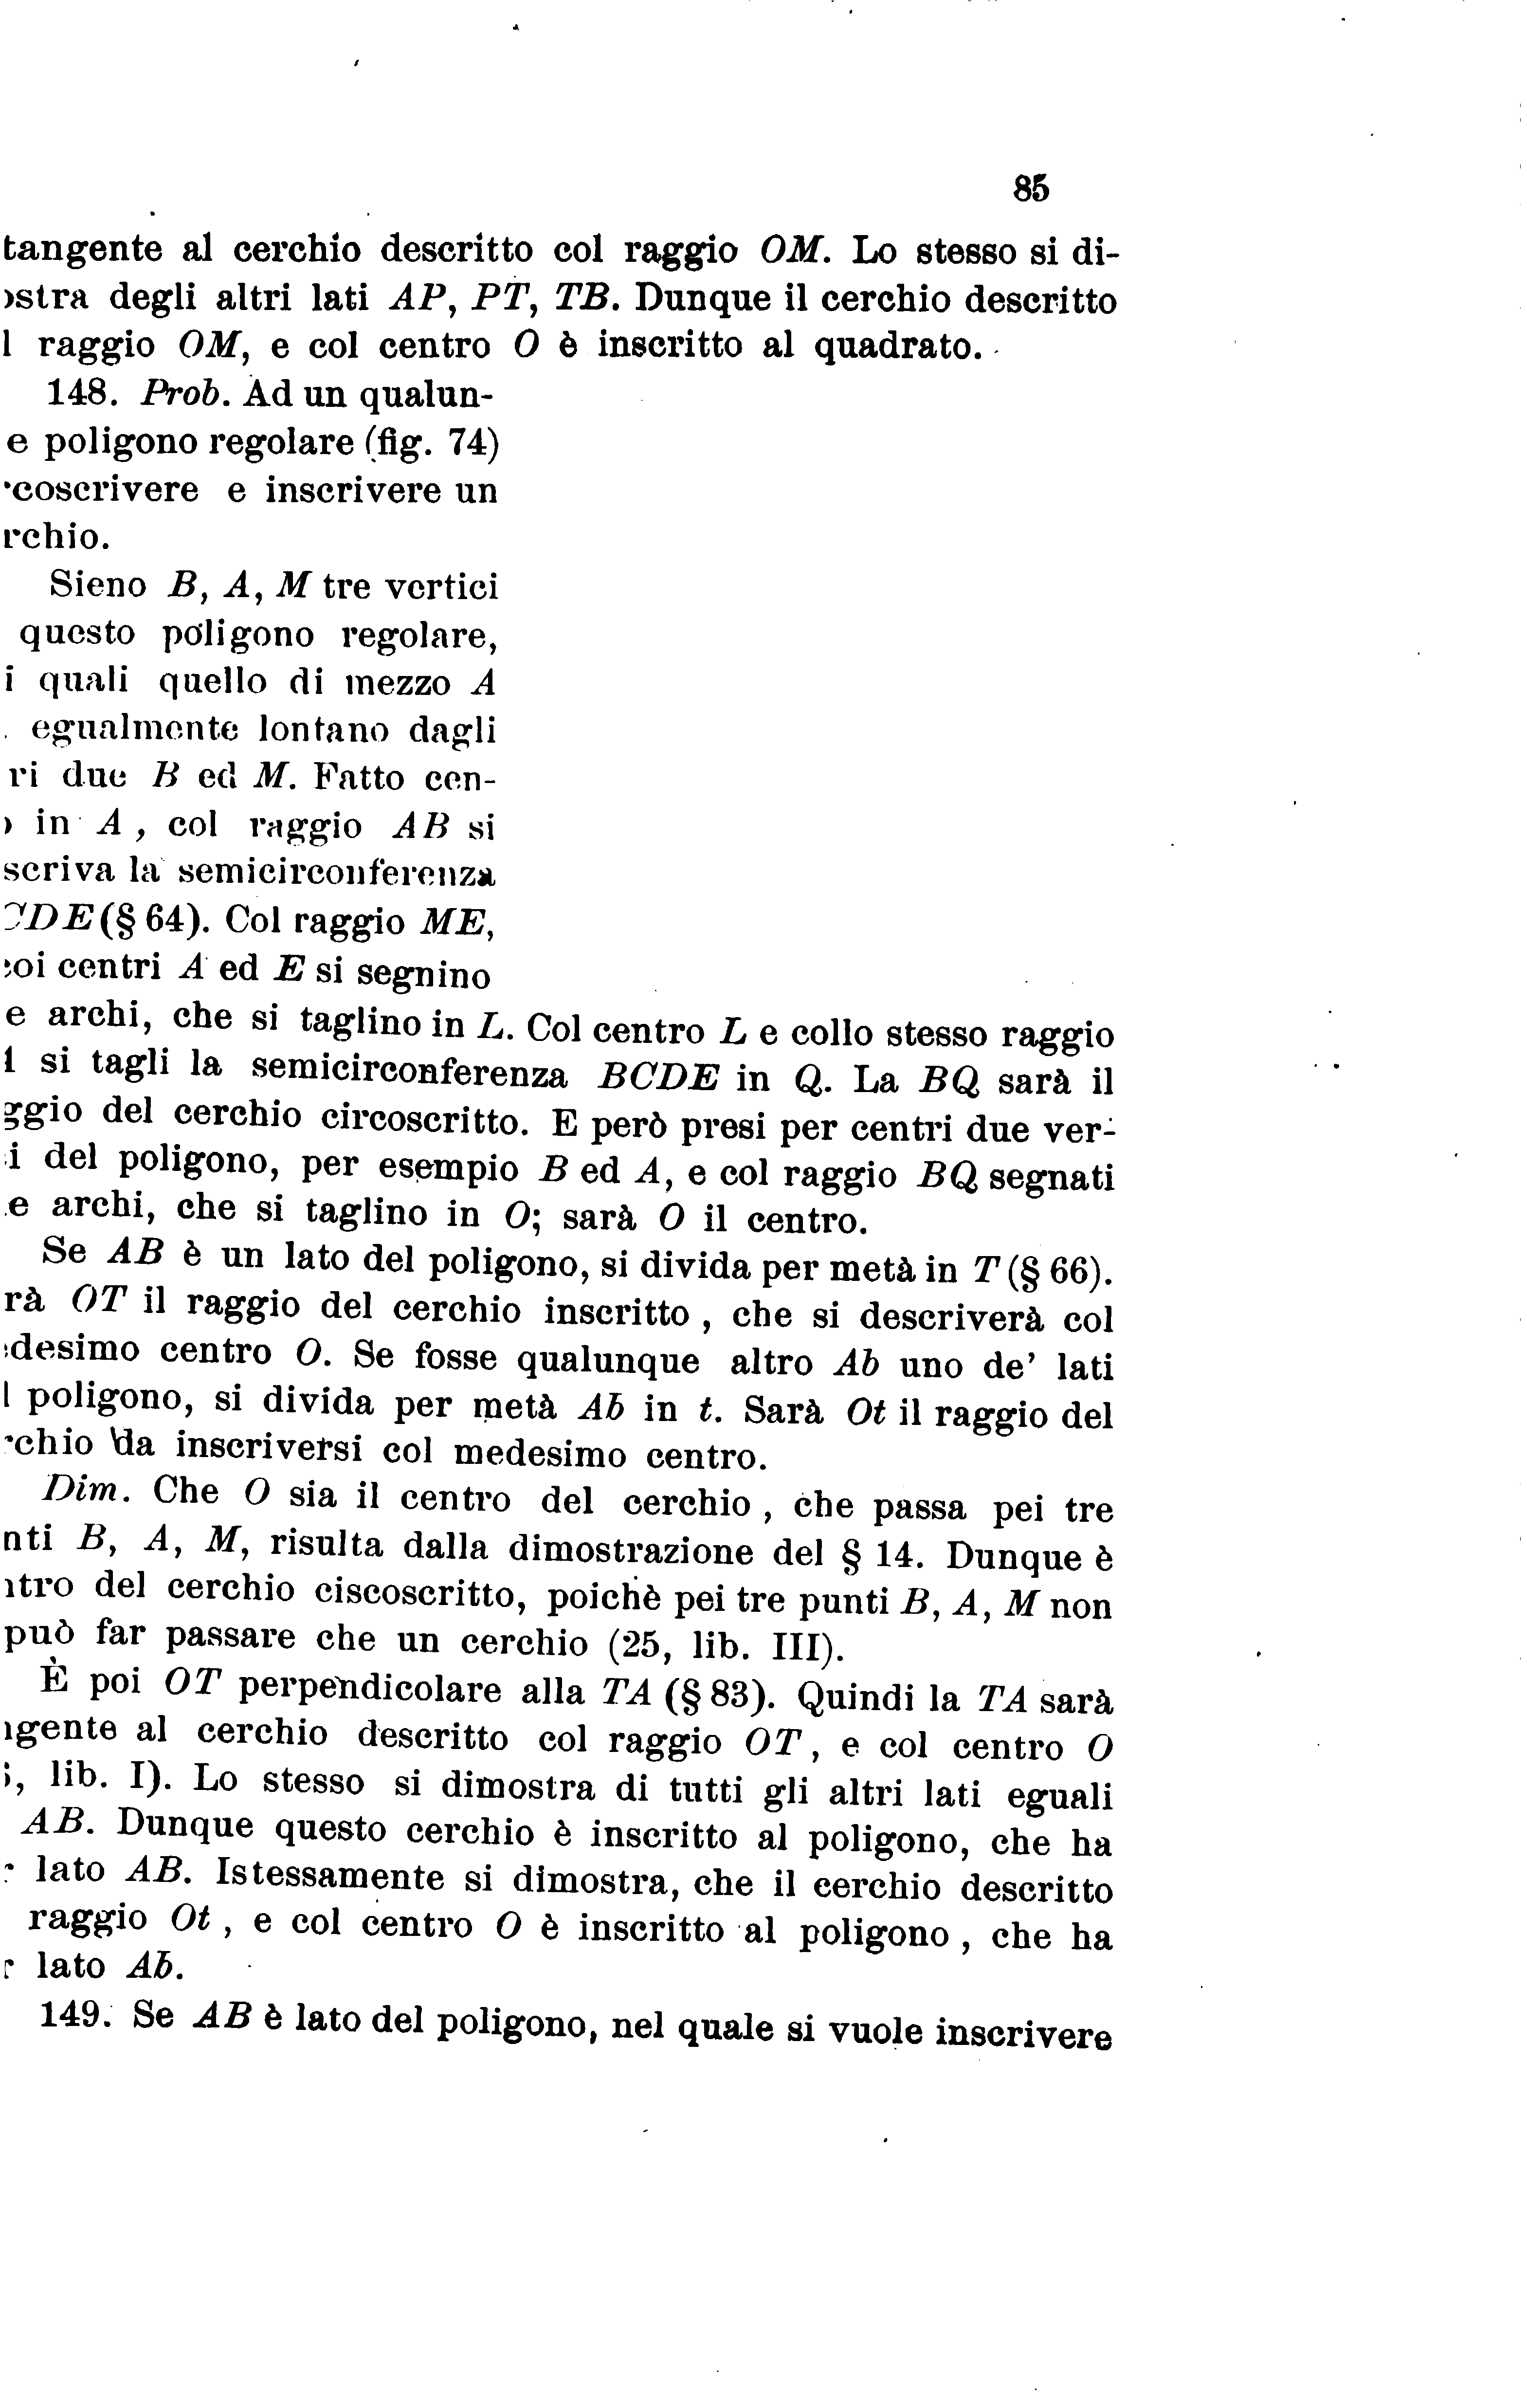 85
tangente al cerchio descritto col raggio OM. Lo stesso si di-
degli altri lati AP, PT, TB. Dunque il cerchio descritto
raggio OM, e col centro O è inscritto al quadrato.
148. Prob. Ad un qualun-
e poligono regolare (fig. 74)
coscrivere e inscrivere un
rchio.
Sieno B, A, M tre vertici
questo poligono regolare,
i quali quello di mezzo A
egualmente lontano dagli
ri due B ed M. Fatto cen-
in A, col raggio AB si
scriva la semicirconferenza
CDE (§ 64). Col raggio ME,
oi centri A ed E si segnino
e archi, che si taglino in L. Col centro L e collo stesso raggio
si tagli la semicirconferenza BCDE in Q. La BQ sarà il
ggio del cerchio circoscritto. E però presi per centri due ver-
i del poligono, per esempio B ed A, e col raggio BQ segnati
e archi, che si taglino in O; sarà O il centro.
Se AB è un lato del poligono, si divida per metà in T (§ 66).
rà OT il raggio del cerchio inscritto, che si descriverà col
desimo centro O. Se fosse qualunque altro Ab uno de' lati
l poligono, si divida per metà Ab in t. Sarà Ot il raggio del
chio da inscriversi col medesimo centro.
Dim. Che O sia il centro del cerchio, che passa pei tre
nti B, A, M, risulta dalla dimostrazione del § 14. Dunque è
tro del cerchio ciscoscritto, poichè pei tre punti B, A, M non
può far passare che un cerchio (25, lib. III).
È poi OT perpendicolare alla TA (§ 83). Quindi la TA sarà
gente al cerchio descritto col raggio OT, e col centro O
, lib. I). Lo stesso si dimostra di tutti gli altri lati eguali
AB. Dunque questo cerchio è inscritto al poligono, che ha
lato AB. Istessamente si dimostra, che il cerchio descritto
raggio Ot, e col centro O è inscritto al poligono, che ha
r lato Ab.
149. Se AB è lato del poligono, nel quale si vuole inscrivere